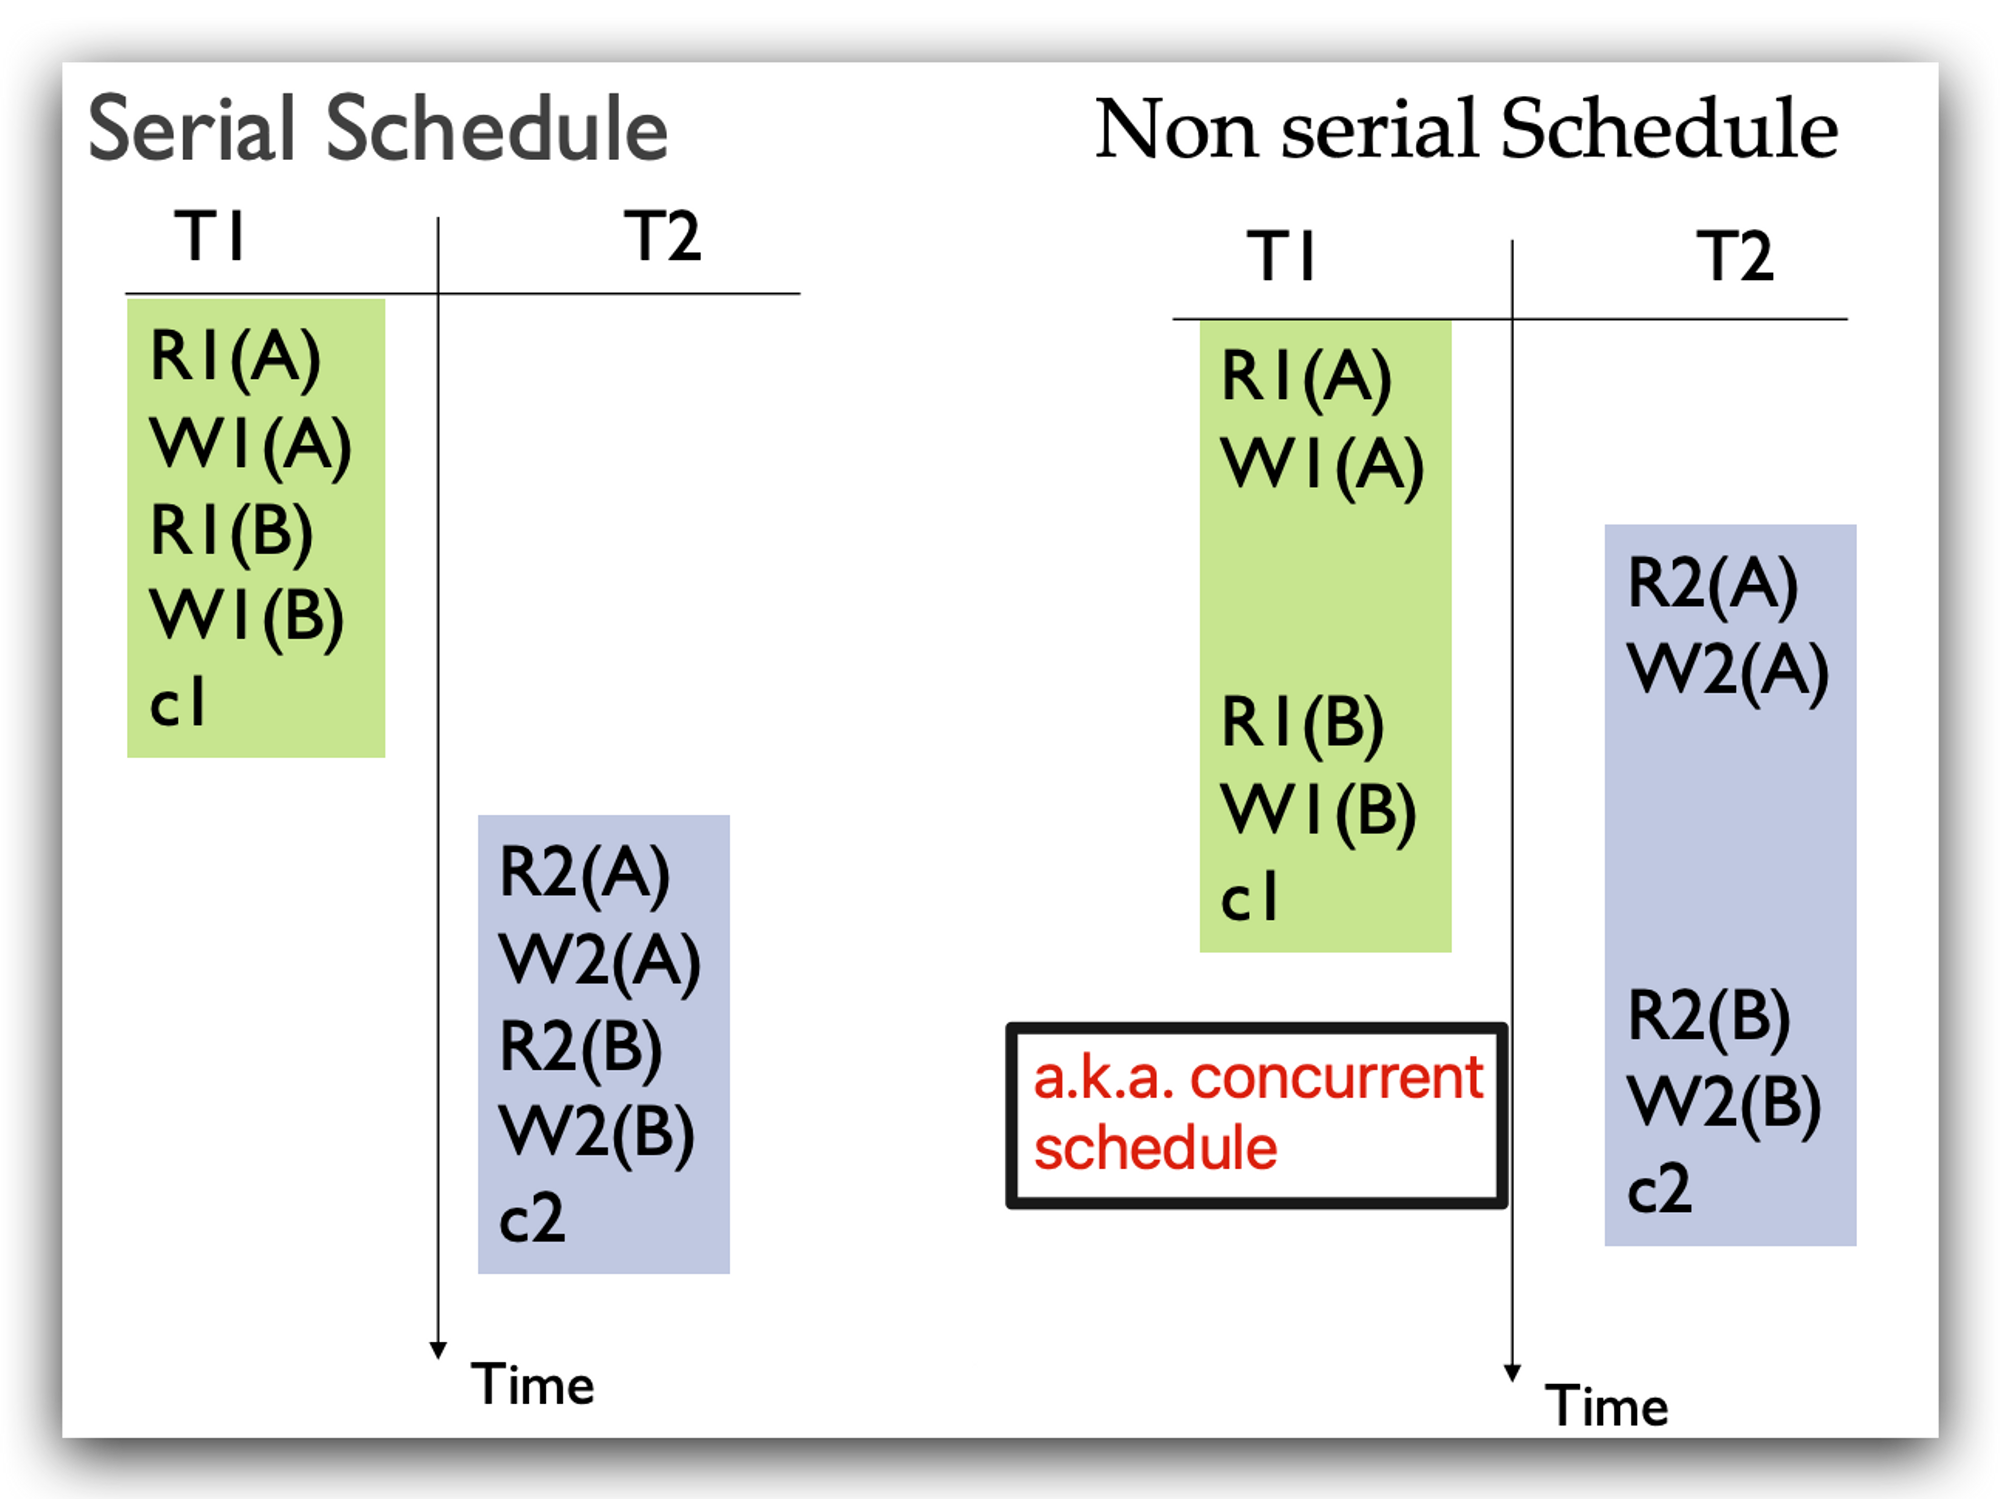 Serial Schedule
T1
T2
R1(A)
W1(A)
R1(B)
W1(B)
c1
R2(A)
W2(A)
R2(B)
W2(B)
c2
Time
Non serial Schedule
T1
T2
R1(A)
W1(A)
R2(A)
W2(A)
R1(B)
W1(B)
c1
R2(B)
W2(B)
c2
a.k.a. concurrent
schedule
Time